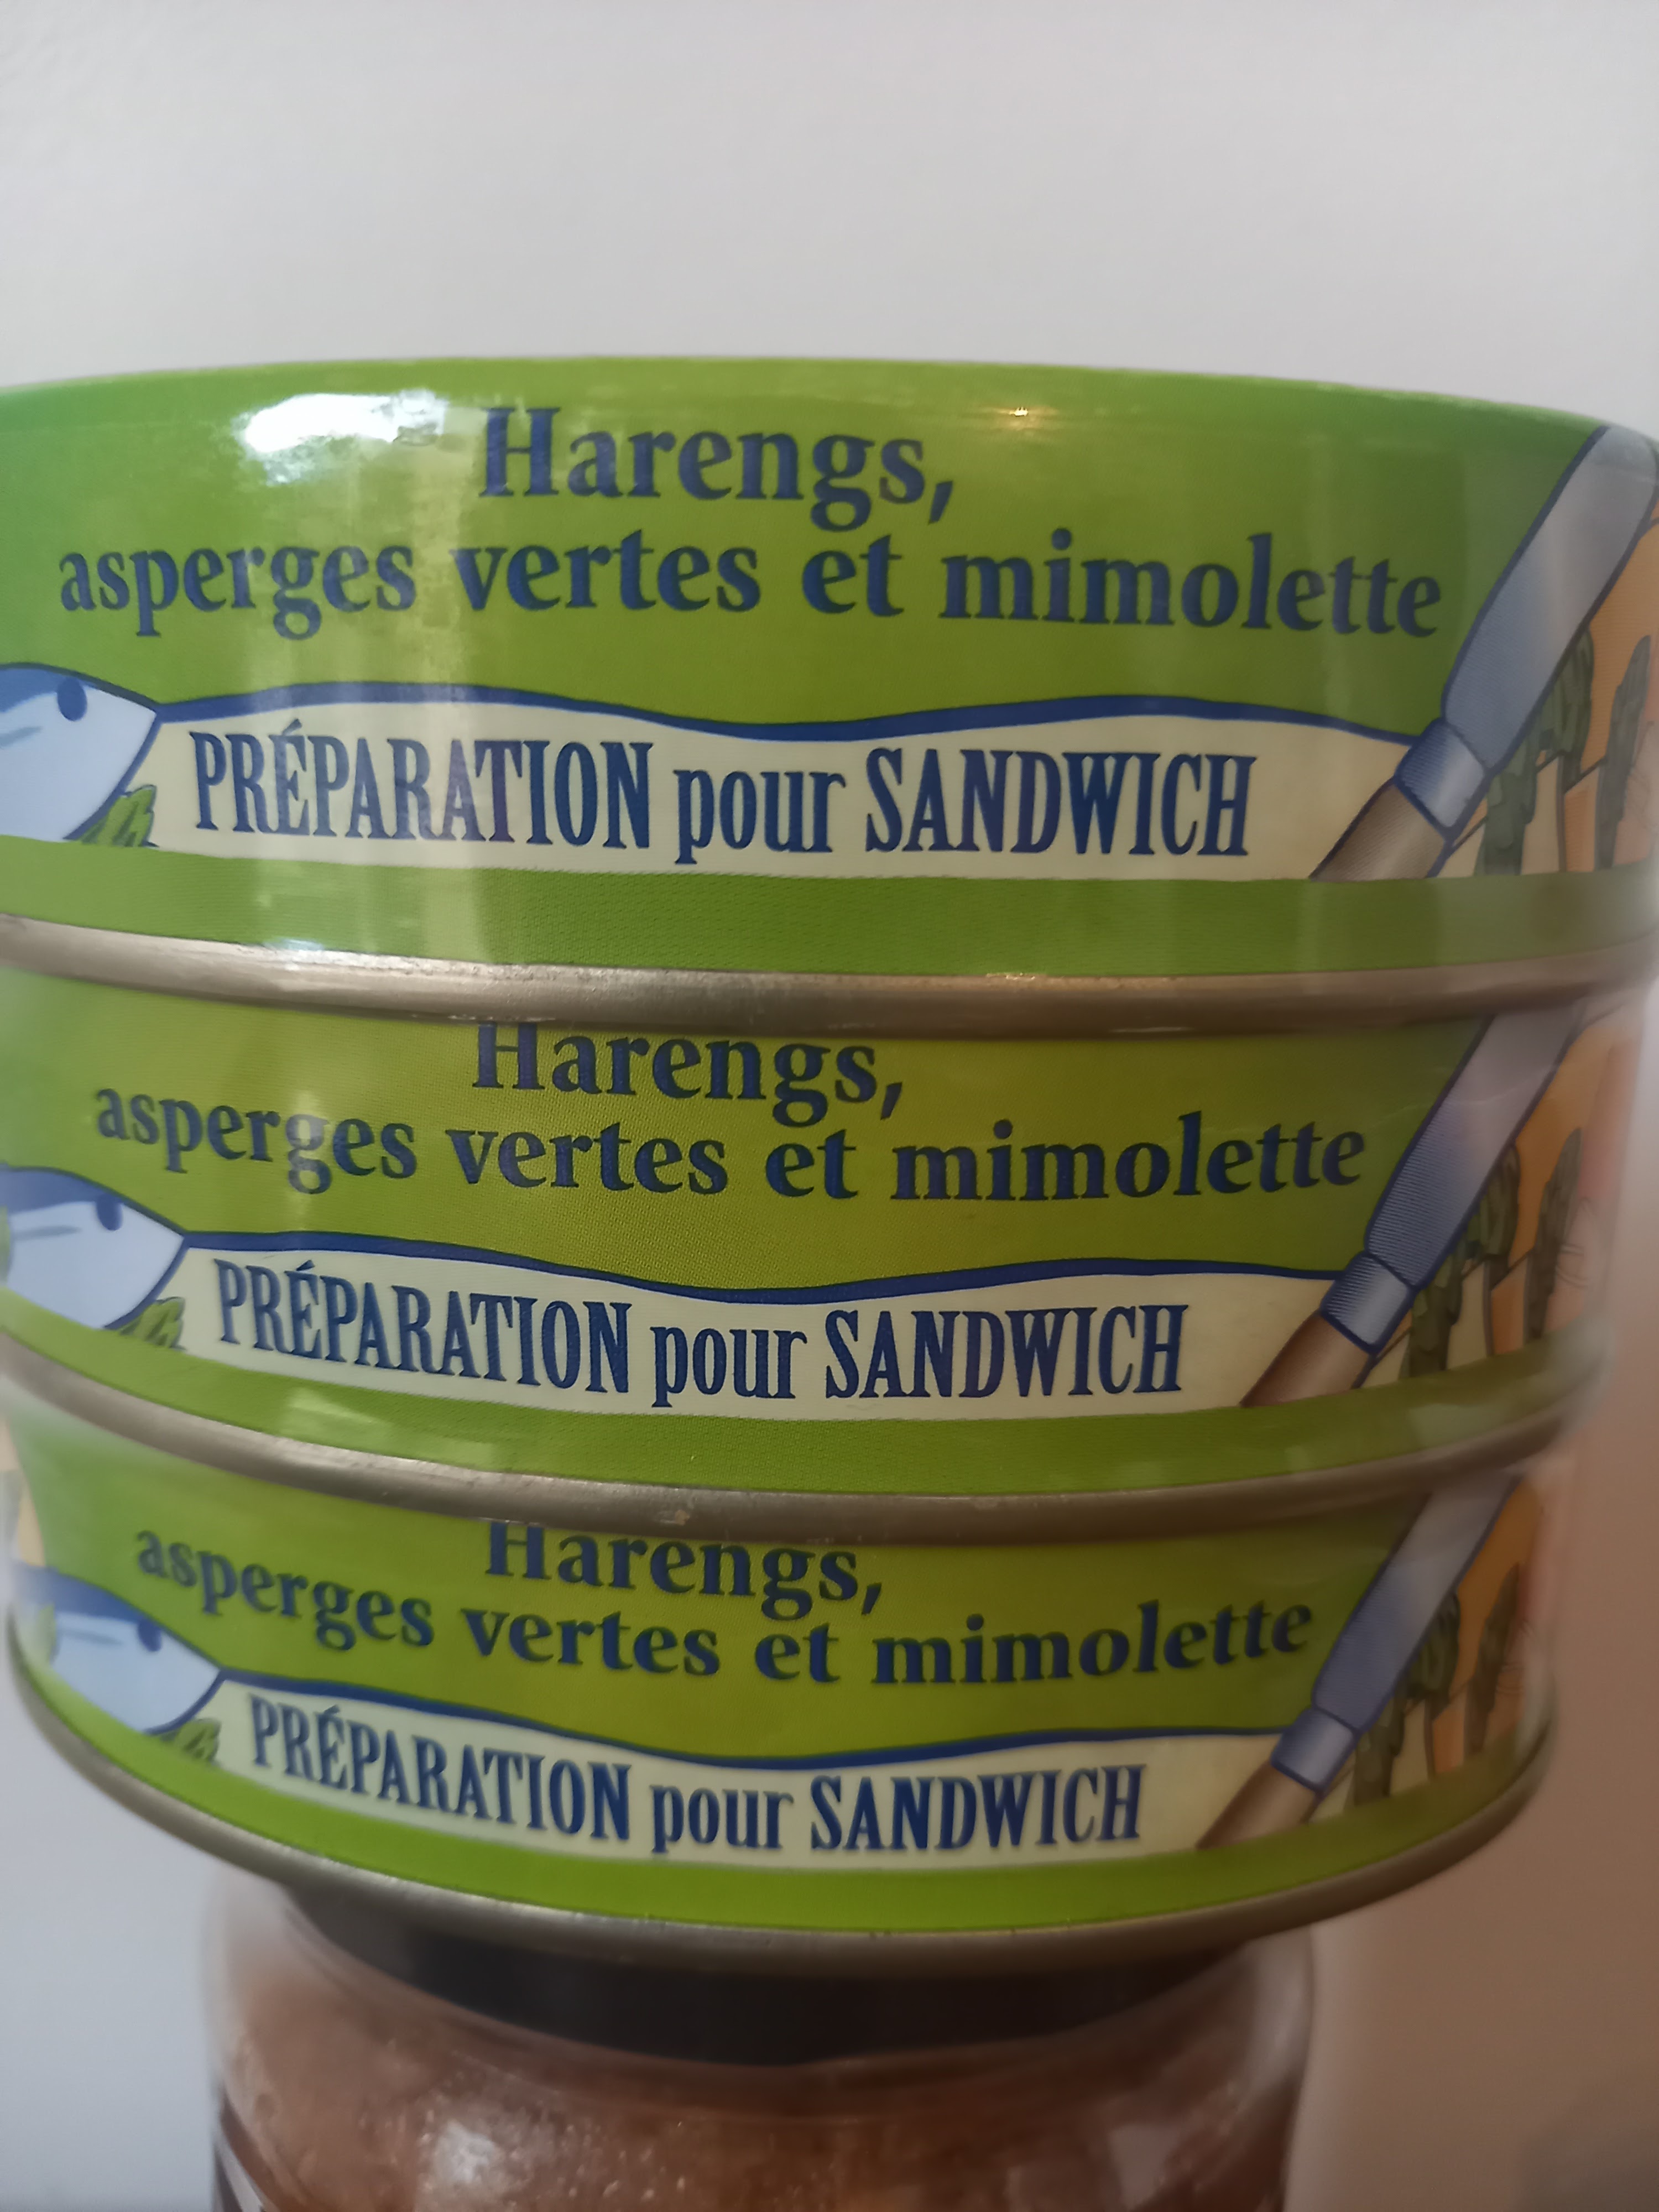 Harengs,
asperges vertes et mimolette
PRÉPARATION pour SANDWICH
Harengs,
asperges vertes et mimolette
PRÉPARATION pour SANDWICH
Harengs,
asperges vertes et mimolette
PRÉPARATION pour SANDWICH